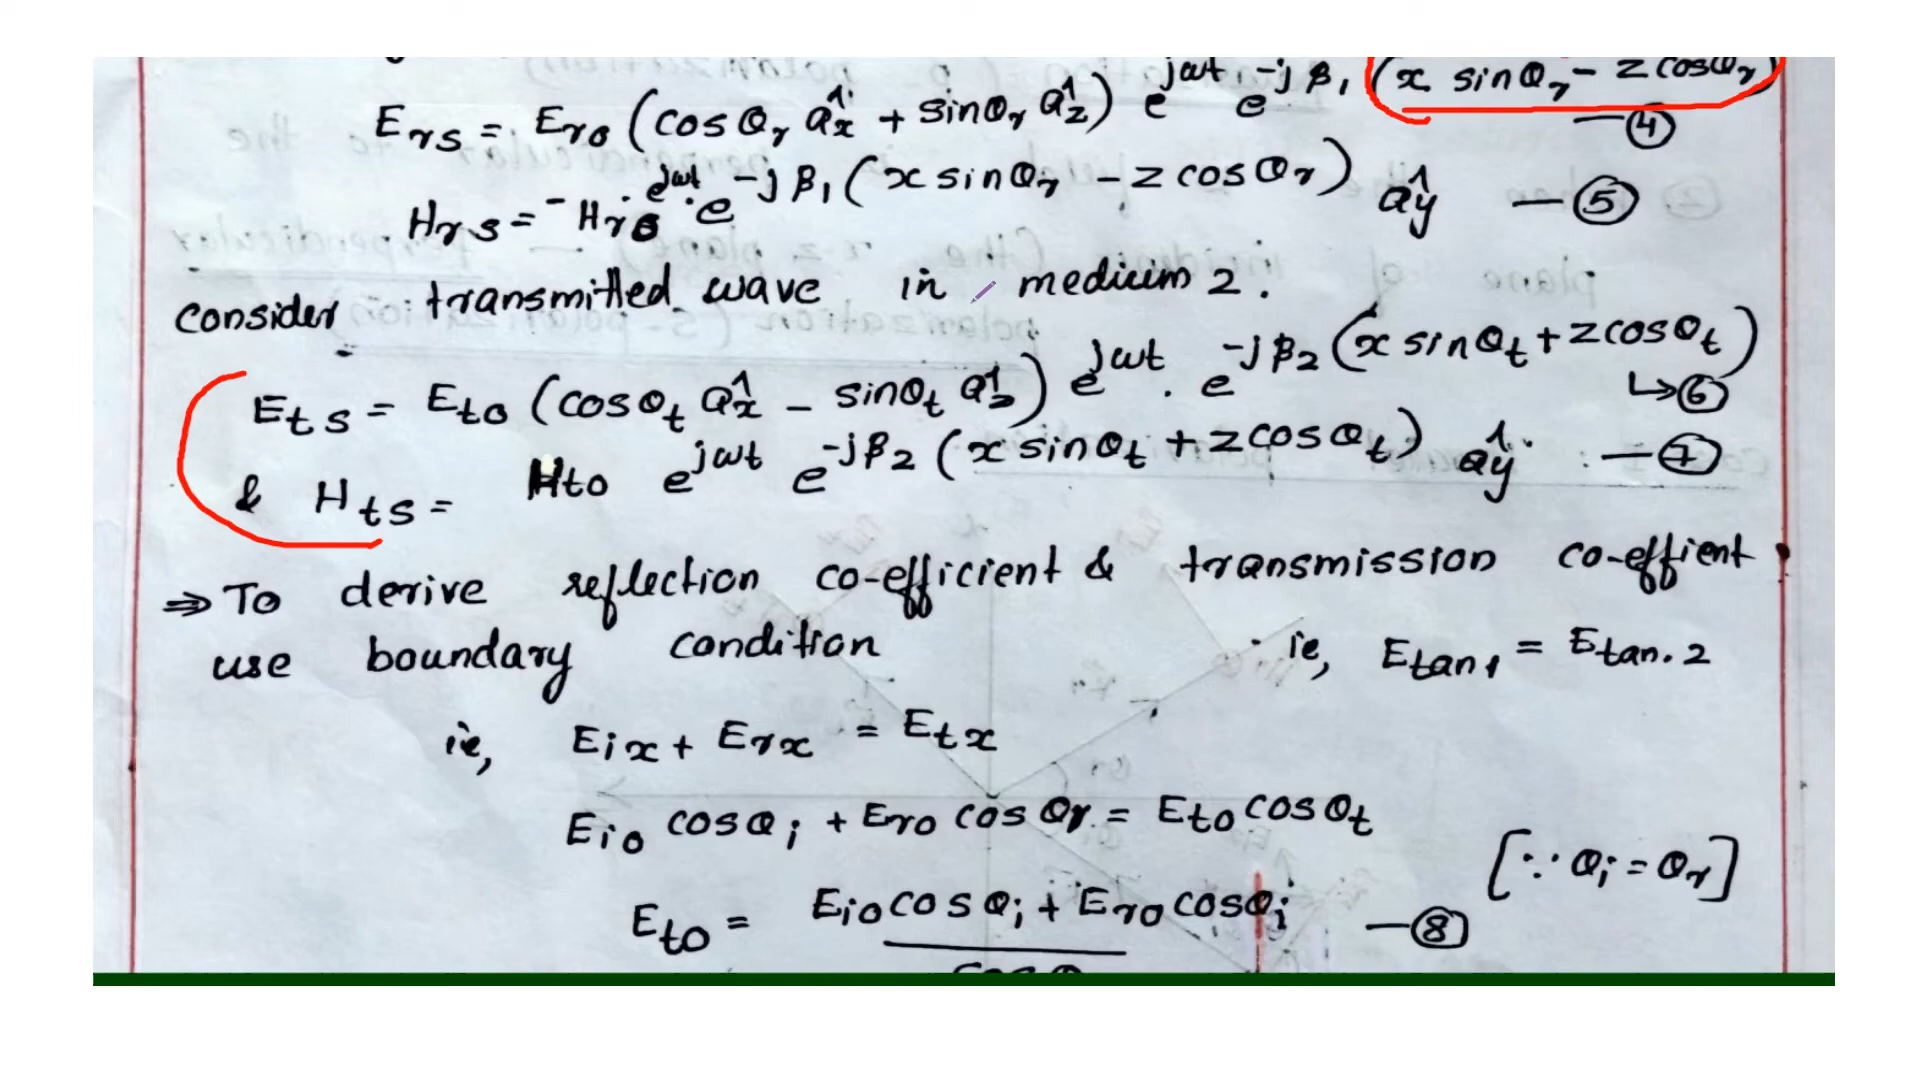 Ers = Ero (cosθr âx + sinθr âz) e^jωt e^-jβ1 (x sinθr - z cosθr) —④
Hrs = -Hro e^jωt · e^-jβ1 (x sinθr - z cosθr) ây —⑤
consider transmitted wave in medium 2.
Ets = Eto (cosθt âx - sinθt âz) e^jωt · e^-jβ2 (x sinθt + z cosθt) ↳⑥
& Hts = Hto e^jωt e^-jβ2 (x sinθt + z cosθt) ây —⑦
⇒ To derive reflection co-efficient & transmission co-effient
use boundary condition ie, Etan1 = Etan.2
ie, Eix + Erx = Etx
Eio cosθi + Ero cosθr = Eto cosθt
[∵ θi = θr]
Eto = Eio cosθi + Ero cosθi —⑧